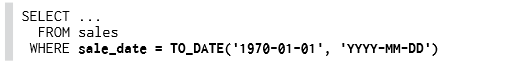 SELECT ...
  FROM sales
 WHERE sale_date = TO_DATE('1970-01-01', 'YYYY-MM-DD')